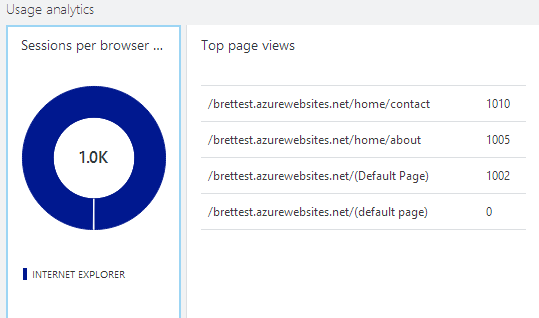 Usage analytics
Sessions per browser ...
Top page views
1.0K
INTERNET EXPLORER
/brettest.azurewebsites.net/home/contact 1010
/brettest.azurewebsites.net/home/about 1005
/brettest.azurewebsites.net/(Default Page) 1002
/brettest.azurewebsites.net/(default page) 0